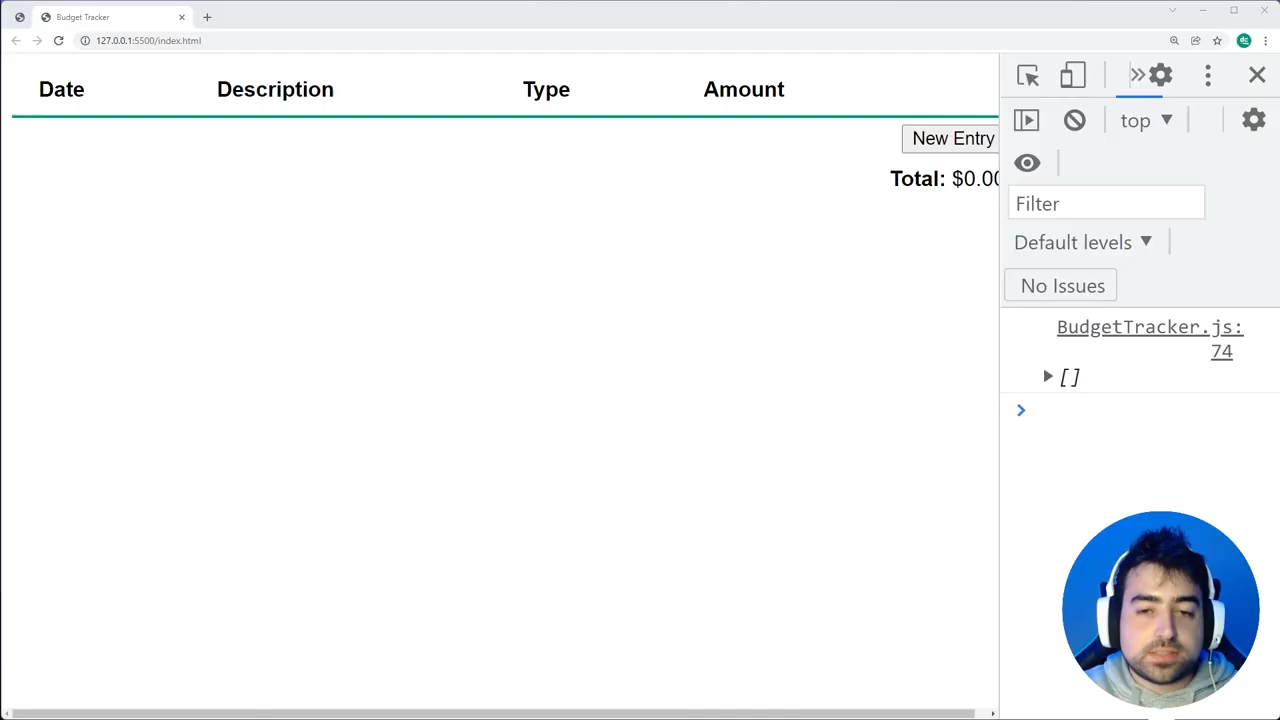 Budget Tracker
127.0.0.1:5500/index.html
Date Description Type Amount
New Entry
Total: $0.00
top
Filter
Default levels
No Issues
BudgetTracker.js:
74
[]